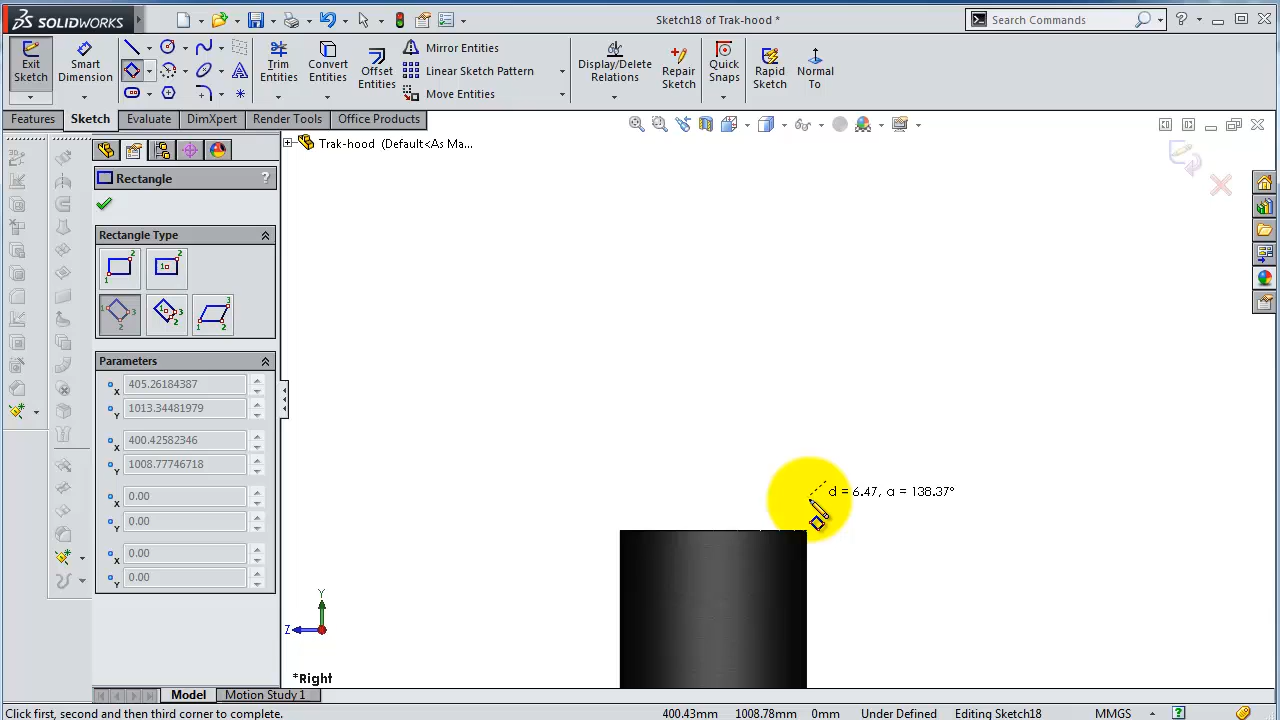 SOLIDWORKS
Sketch18 of Trak-hood *
Search Commands
?
Exit Sketch
Smart Dimension
Trim Entities
Convert Entities
Offset Entities
Mirror Entities
Linear Sketch Pattern
Move Entities
Display/Delete Relations
Repair Sketch
Quick Snaps
Rapid Sketch
Normal To
Features
Sketch
Evaluate
DimXpert
Render Tools
Office Products
Trak-hood (Default<As Ma...
Rectangle
?
Rectangle Type
Parameters
X 405.26184387
Y 1013.34481979
X 400.42582346
Y 1008.77746718
X 0.00
Y 0.00
X 0.00
Y 0.00
d = 6.47, a = 138.37°
Y
Z
*Right
Model
Motion Study 1
Click first, second and then third corner to complete.
400.43mm
1008.78mm
0mm
Under Defined
Editing Sketch18
MMGS
?